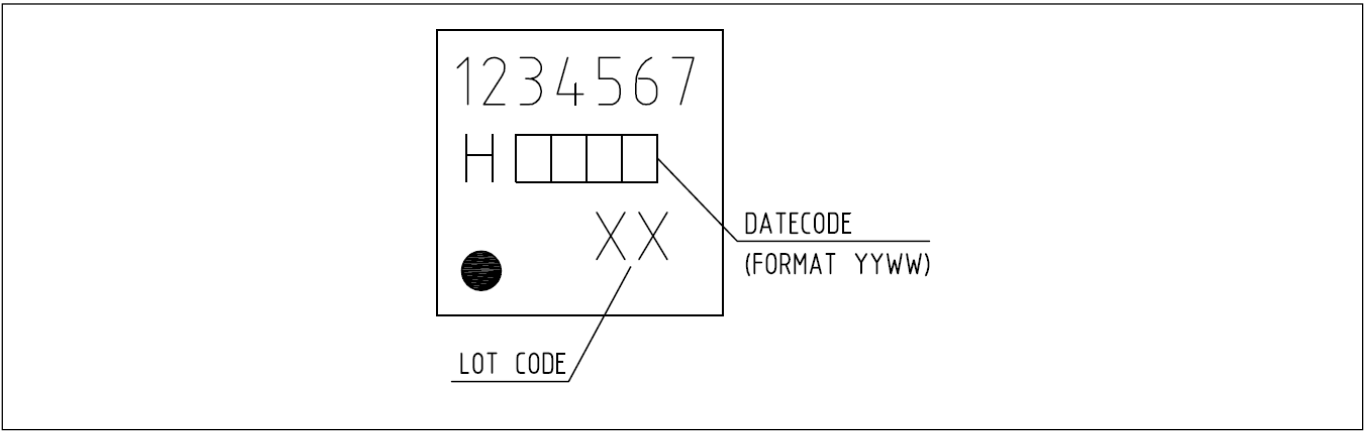 1234567
H
XX
DATECODE
(FORMAT YYWW)
LOT CODE